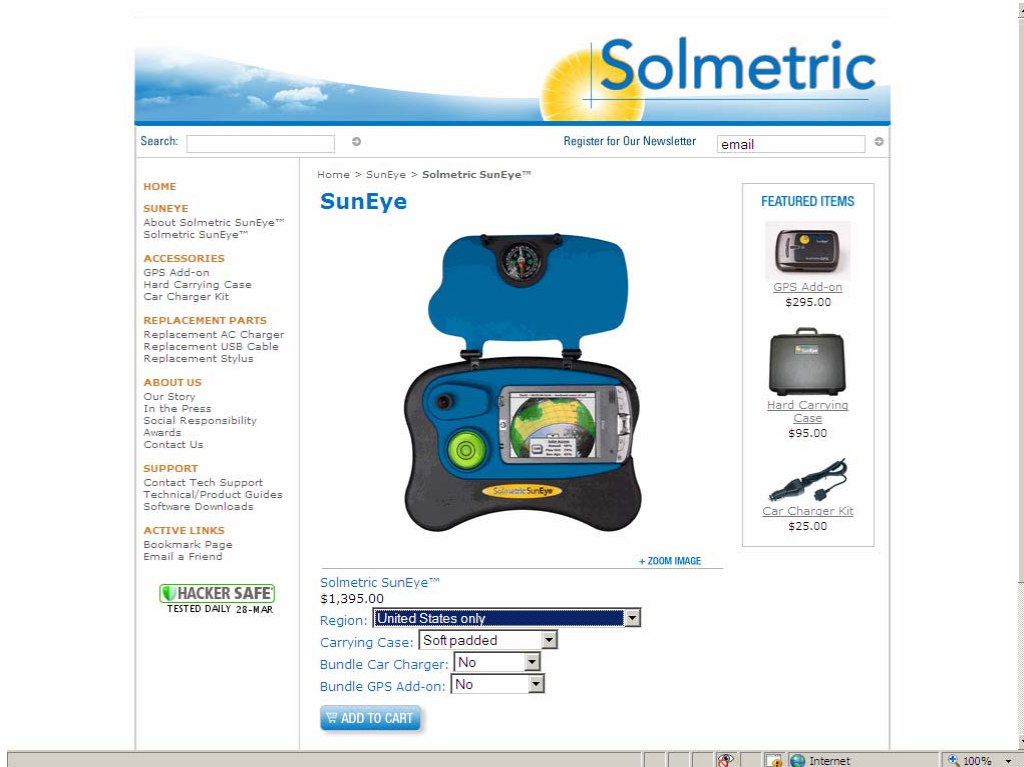 Solmetric
Search:
Register for Our Newsletter
email
Home > SunEye > Solmetric SunEye™
SunEye
HOME
SUNEYE
About Solmetric SunEye™
Solmetric SunEye™
ACCESSORIES
GPS Add-on
Hard Carrying Case
Car Charger Kit
REPLACEMENT PARTS
Replacement AC Charger
Replacement USB Cable
Replacement Stylus
ABOUT US
Our Story
In the Press
Social Responsibility
Awards
Contact Us
SUPPORT
Contact Tech Support
Technical/Product Guides
Software Downloads
ACTIVE LINKS
Bookmark Page
Email a Friend
HACKER SAFE
TESTED DAILY 28-MAR
Solmetric SunEye
+ ZOOM IMAGE
Solmetric SunEye™
$1,395.00
Region: United States only
Carrying Case: Soft padded
Bundle Car Charger: No
Bundle GPS Add-on: No
ADD TO CART
FEATURED ITEMS
GPS Add-on
$295.00
Hard Carrying
Case
$95.00
Car Charger Kit
$25.00
Internet
100%